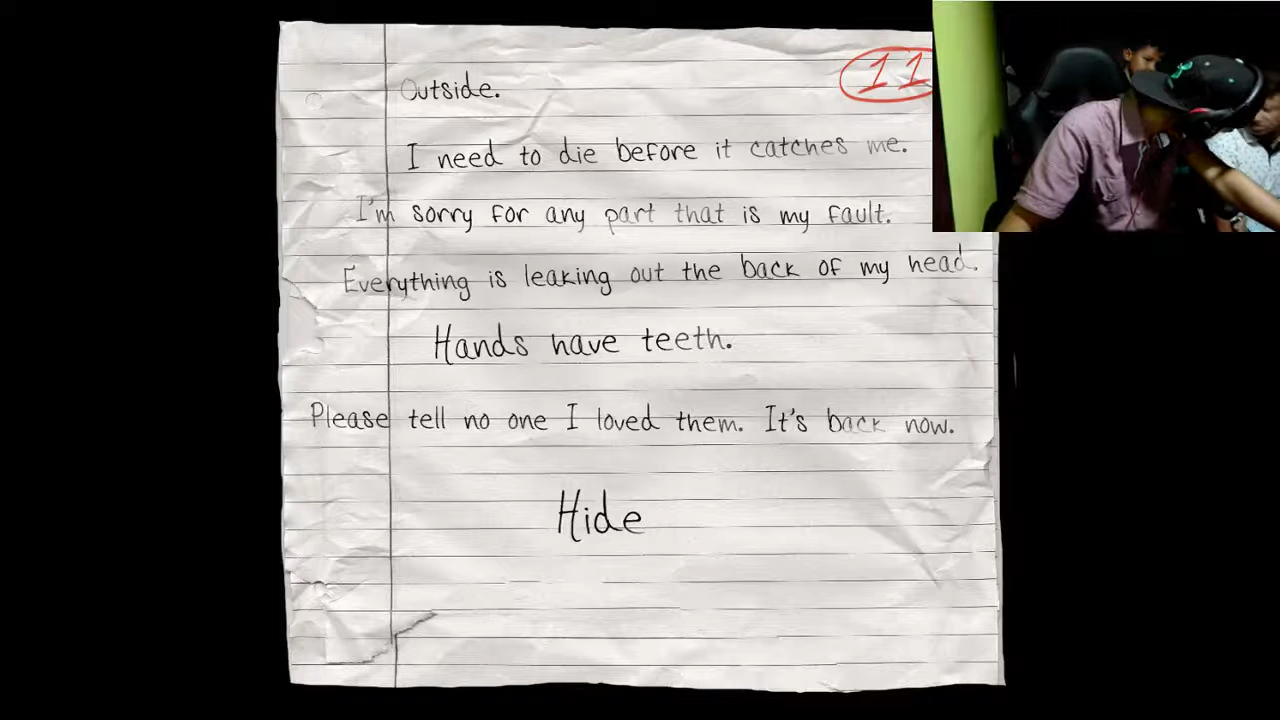 11
Outside.
I need to die before it catches me.
I'm sorry for any part that is my fault.
Everything is leaking out the back of my head.
Hands have teeth.
Please tell no one I loved them. It's back now.
Hide